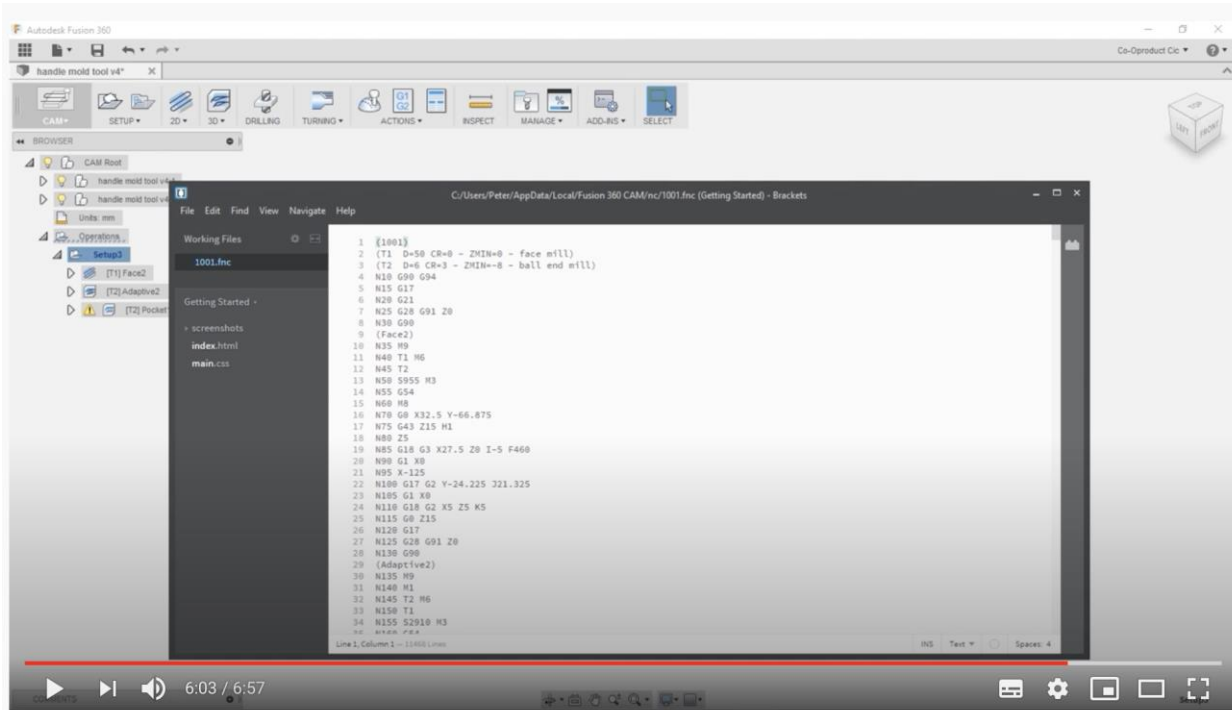 Autodesk Fusion 360
Co-Oproduct Cic
handle mold tool v4*
CAM
SETUP
2D
3D
DRILLING
TURNING
G1
G2
ACTIONS
INSPECT
MANAGE
ADD-INS
SELECT
TOP
LEFT
FRONT
BROWSER
CAM Root
handle mold tool v4
handle mold tool v4
Units: mm
Operations
Setup3
[T1] Face2
[T2] Adaptive2
[T2] Pocket
C:/Users/Peter/AppData/Local/Fusion 360 CAM/nc/1001.fnc (Getting Started) - Brackets
File Edit Find View Navigate Help
Working Files
1001.fnc
Getting Started
screenshots
index.html
main.css
1 (1001)
2 (T1 D=50 CR=0 - ZMIN=0 - face mill)
3 (T2 D=6 CR=3 - ZMIN=-8 - ball end mill)
4 N10 G90 G94
5 N15 G17
6 N20 G21
7 N25 G28 G91 Z0
8 N30 G90
9 (Face2)
10 N35 M9
11 N40 T1 M6
12 N45 T2
13 N50 S955 M3
14 N55 G54
15 N60 M8
16 N70 G0 X32.5 Y-66.875
17 N75 G43 Z15 H1
18 N80 Z5
19 N85 G18 G3 X27.5 Z0 I-5 F460
20 N90 G1 X0
21 N95 X-125
22 N100 G17 G2 Y-24.225 J21.325
23 N105 G1 X0
24 N110 G18 G2 X5 Z5 K5
25 N115 G0 Z15
26 N120 G17
27 N125 G28 G91 Z0
28 N130 G90
29 (Adaptive2)
30 N135 M9
31 N140 M1
32 N145 T2 M6
33 N150 T1
34 N155 S2910 M3
35 N160 G54
Line 1, Column 1 — 11460 Lines
INS Text Spaces: 4
6:03 / 6:57
COMMENTS
Setup3